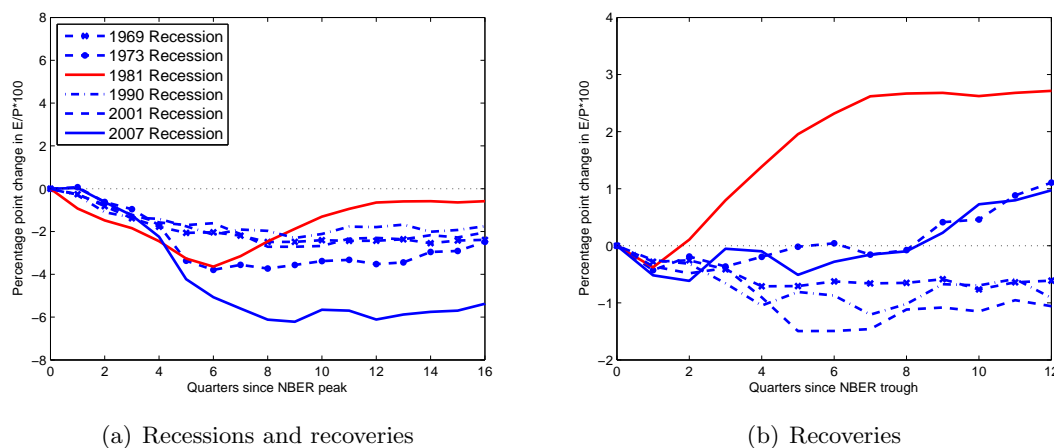 8
6
4
2
0
−2
−4
−6
−8
Percentage point change in E/P*100
1969 Recession
1973 Recession
1981 Recession
1990 Recession
2001 Recession
2007 Recession
0 2 4 6 8 10 12 14 16
Quarters since NBER peak
(a) Recessions and recoveries
4
3
2
1
0
−1
−2
Percentage point change in E/P*100
0 2 4 6 8 10 12
Quarters since NBER trough
(b) Recoveries